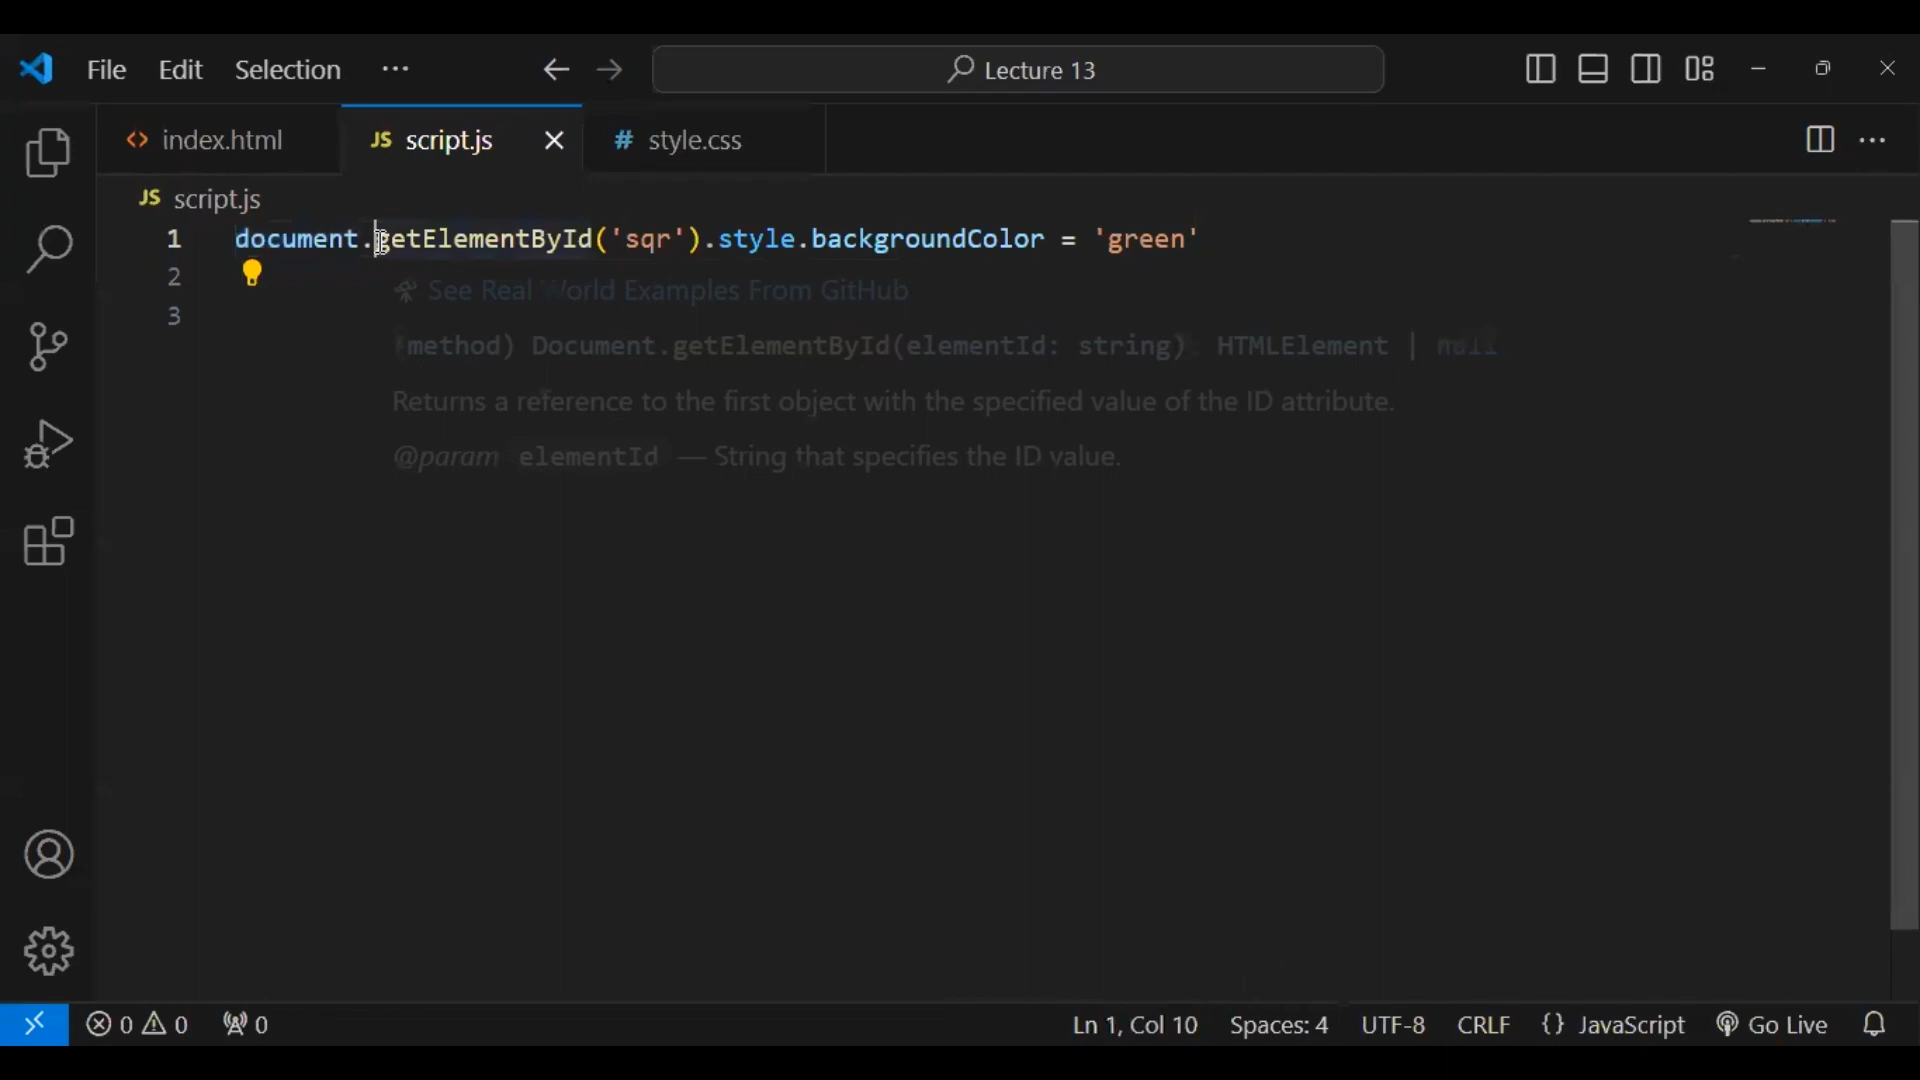 File Edit Selection ··· Lecture 13
index.html JS script.js # style.css
JS script.js
1 document.getElementById('sqr').style.backgroundColor = 'green'
2
See Real World Examples From GitHub
3
(method) Document.getElementById(elementId: string) HTMLElement | null
Returns a reference to the first object with the specified value of the ID attribute.
@param elementId — String that specifies the ID value.
0 0 0 Ln 1, Col 10 Spaces: 4 UTF-8 CRLF {} JavaScript Go Live